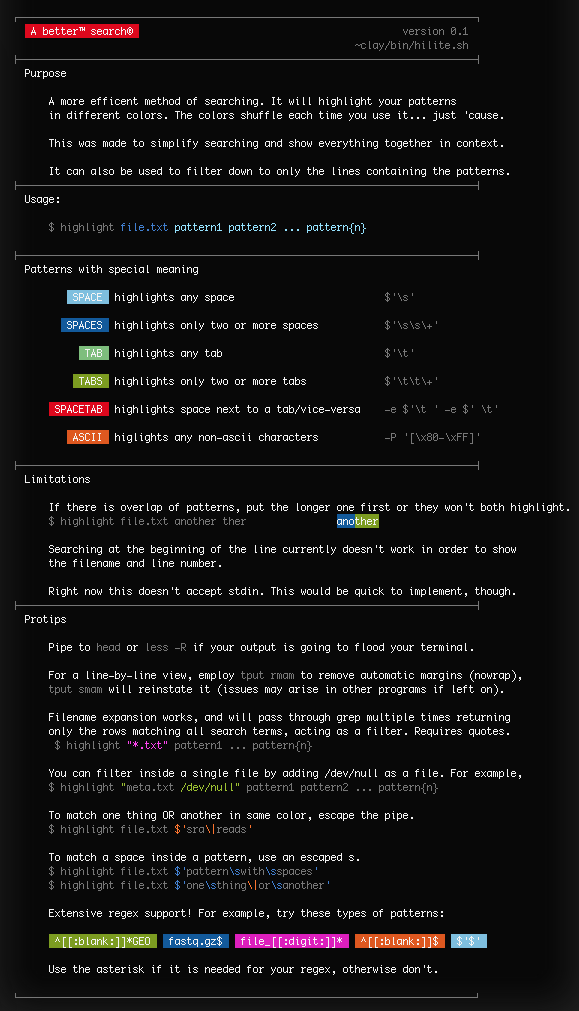 A better™ search© version 0.1
~clay/bin/hilite.sh
Purpose
A more efficent method of searching. It will highlight your patterns
in different colors. The colors shuffle each time you use it... just 'cause.
This was made to simplify searching and show everything together in context.
It can also be used to filter down to only the lines containing the patterns.
Usage:
$ highlight file.txt pattern1 pattern2 ... pattern{n}
Patterns with special meaning
SPACE highlights any space $'\s'
SPACES highlights only two or more spaces $'\s\s\+'
TAB highlights any tab $'\t'
TABS highlights only two or more tabs $'\t\t\+'
SPACETAB highlights space next to a tab/vice-versa -e $'\t ' -e $' \t'
ASCII higlights any non-ascii characters -P '[\x80-\xFF]'
Limitations
If there is overlap of patterns, put the longer one first or they won't both highlight.
$ highlight file.txt another ther another
Searching at the beginning of the line currently doesn't work in order to show
the filename and line number.
Right now this doesn't accept stdin. This would be quick to implement, though.
Protips
Pipe to head or less -R if your output is going to flood your terminal.
For a line-by-line view, employ tput rmam to remove automatic margins (nowrap),
tput smam will reinstate it (issues may arise in other programs if left on).
Filename expansion works, and will pass through grep multiple times returning
only the rows matching all search terms, acting as a filter. Requires quotes.
$ highlight "*.txt" pattern1 ... pattern{n}
You can filter inside a single file by adding /dev/null as a file. For example,
$ highlight "meta.txt /dev/null" pattern1 pattern2 ... pattern{n}
To match one thing OR another in same color, escape the pipe.
$ highlight file.txt $'sra\|reads'
To match a space inside a pattern, use an escaped s.
$ highlight file.txt $'pattern\swith\sspaces'
$ highlight file.txt $'one\sthing\|or\sanother'
Extensive regex support! For example, try these types of patterns:
^[[:blank:]]*GEO fastq.gz$ file_[[:digit:]]* ^[[:blank:]]$ $'$'
Use the asterisk if it is needed for your regex, otherwise don't.